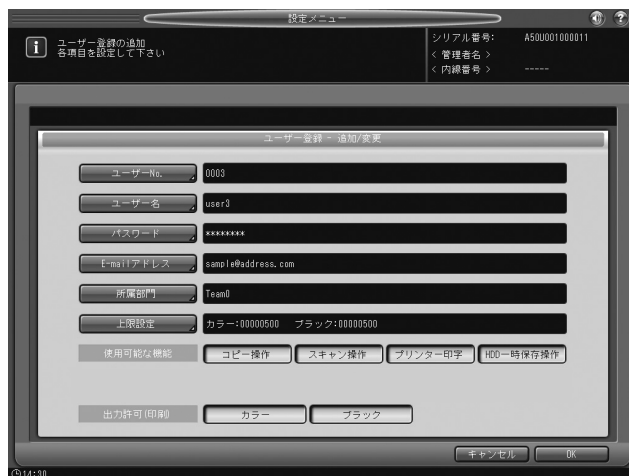 設定メニュー
ユーザー登録の追加
各項目を設定して下さい
シリアル番号: A50U001000011
< 管理者名 >
< 内線番号 > -----
ユーザー登録 - 追加/変更
ユーザーNo. 0003
ユーザー名 user3
パスワード ********
E-mailアドレス sample@address.com
所属部門 Team0
上限設定 カラー:00000500 ブラック:00000500
使用可能な機能 コピー操作 スキャン操作 プリンター印字 HDD一時保存操作
出力許可(印刷) カラー ブラック
キャンセル OK
14:30